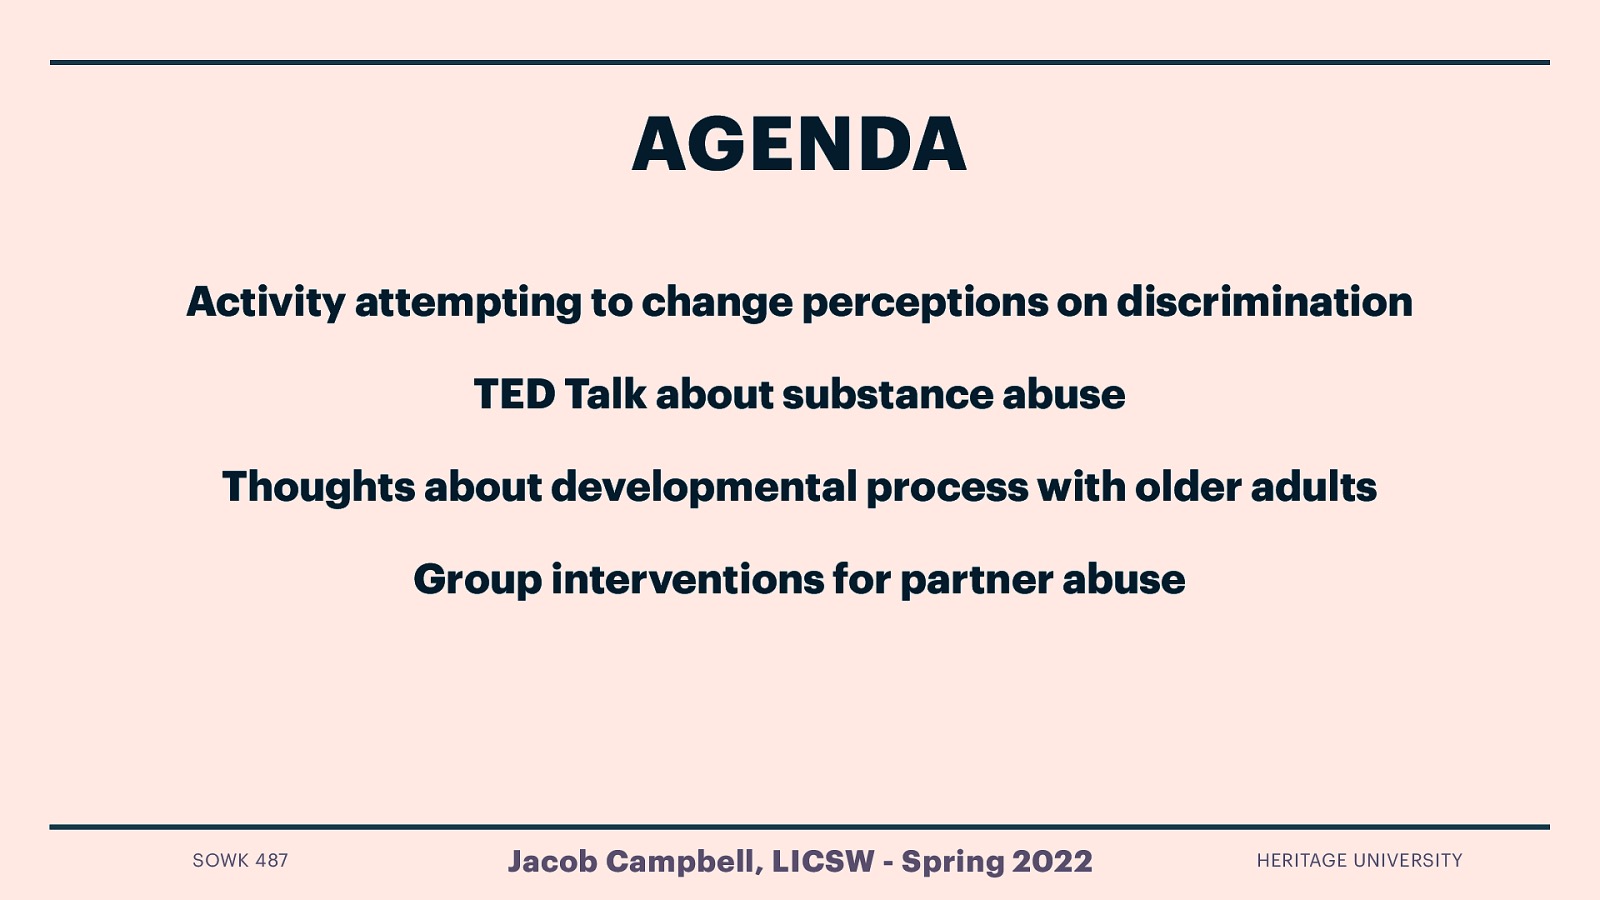 AGENDA
Activity attempting to change perceptions on discrimination
TED Talk about substance abuse
Thoughts about developmental process with older adults
Group interventions for partner abuse
SOWK 487
Jacob Campbell, LICSW - Spring 2022
HERITAGE UNIVERSITY